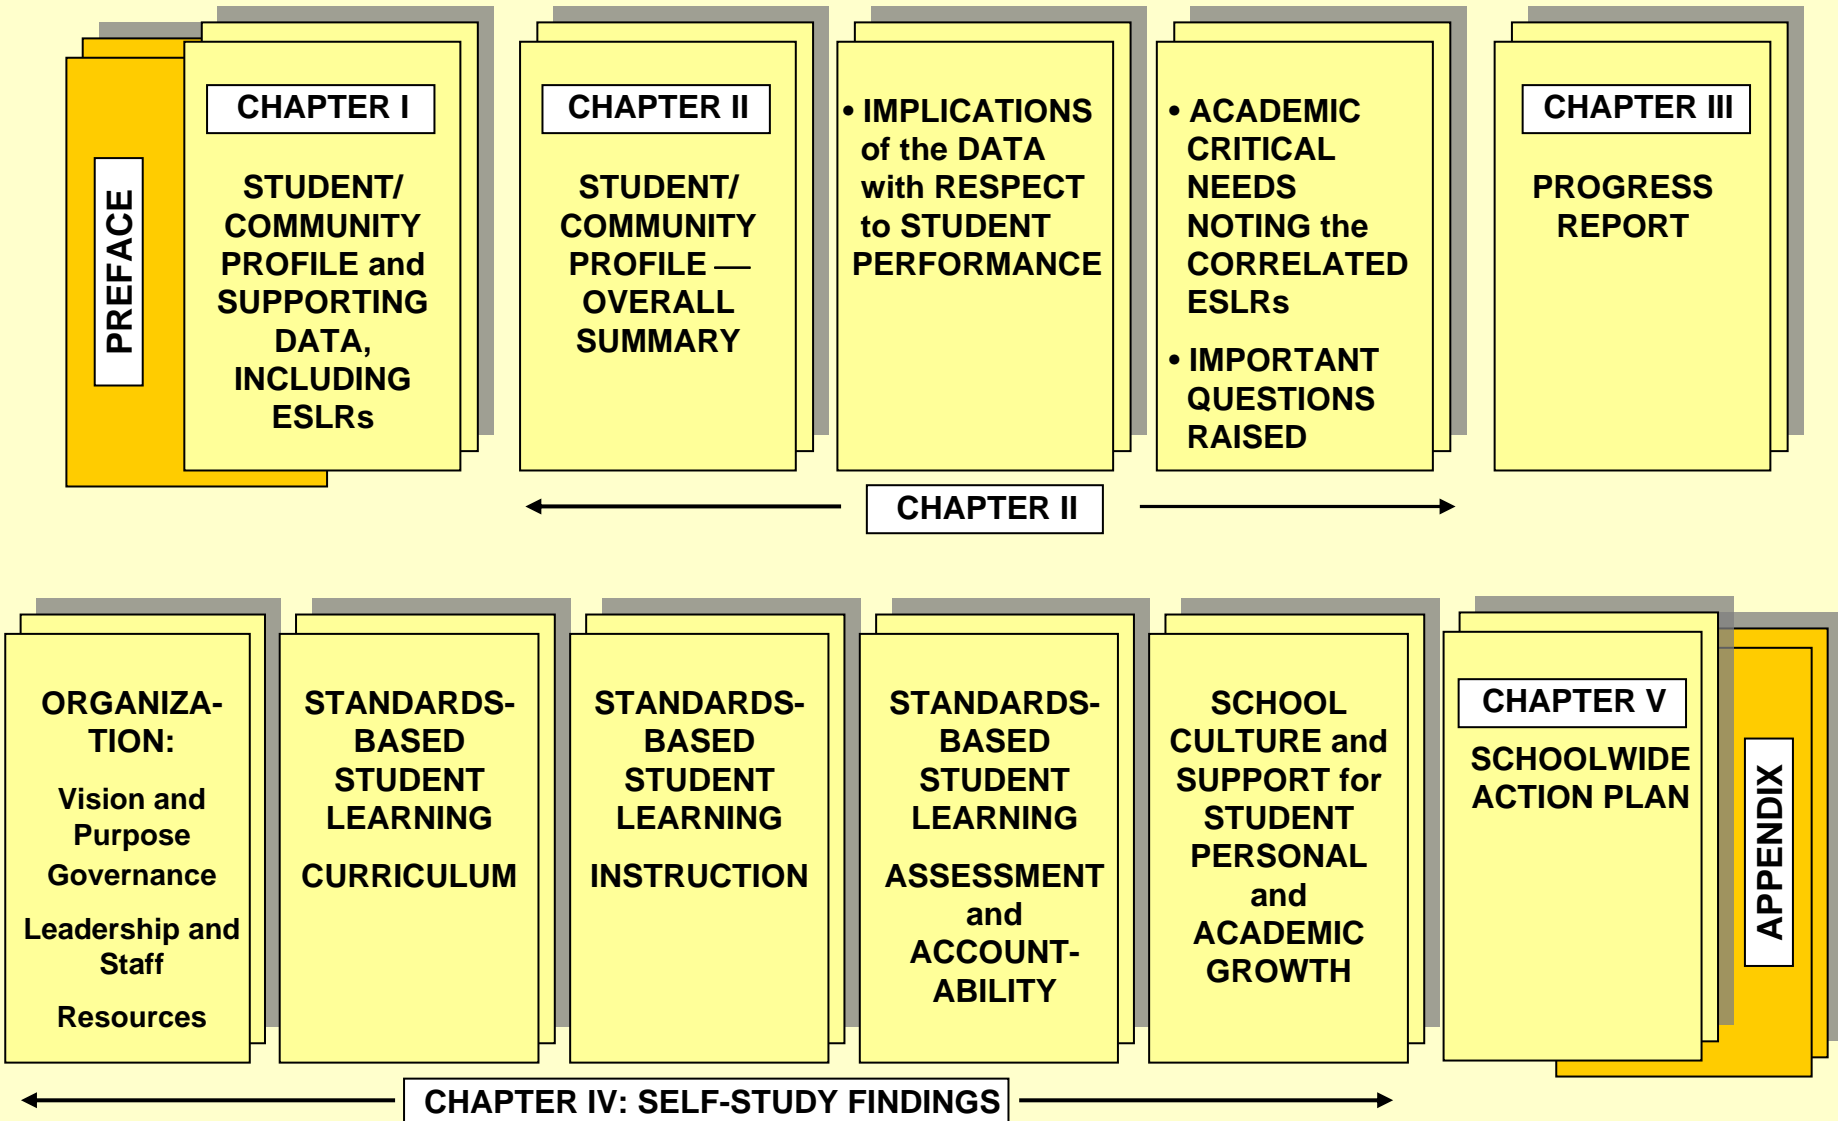 PREFACE
CHAPTER I
STUDENT/
COMMUNITY
PROFILE and
SUPPORTING
DATA,
INCLUDING
ESLRs
CHAPTER II
STUDENT/
COMMUNITY
PROFILE —
OVERALL
SUMMARY
• IMPLICATIONS
of the DATA
with RESPECT
to STUDENT
PERFORMANCE
• ACADEMIC
CRITICAL
NEEDS
NOTING the
CORRELATED
ESLRs
• IMPORTANT
QUESTIONS
RAISED
CHAPTER III
PROGRESS
REPORT
CHAPTER II
ORGANIZA-
TION:
Vision and
Purpose
Governance
Leadership and
Staff
Resources
STANDARDS-
BASED
STUDENT
LEARNING
CURRICULUM
STANDARDS-
BASED
STUDENT
LEARNING
INSTRUCTION
STANDARDS-
BASED
STUDENT
LEARNING
ASSESSMENT
and
ACCOUNT-
ABILITY
SCHOOL
CULTURE and
SUPPORT for
STUDENT
PERSONAL
and
ACADEMIC
GROWTH
CHAPTER V
SCHOOLWIDE
ACTION PLAN
APPENDIX
CHAPTER IV: SELF-STUDY FINDINGS